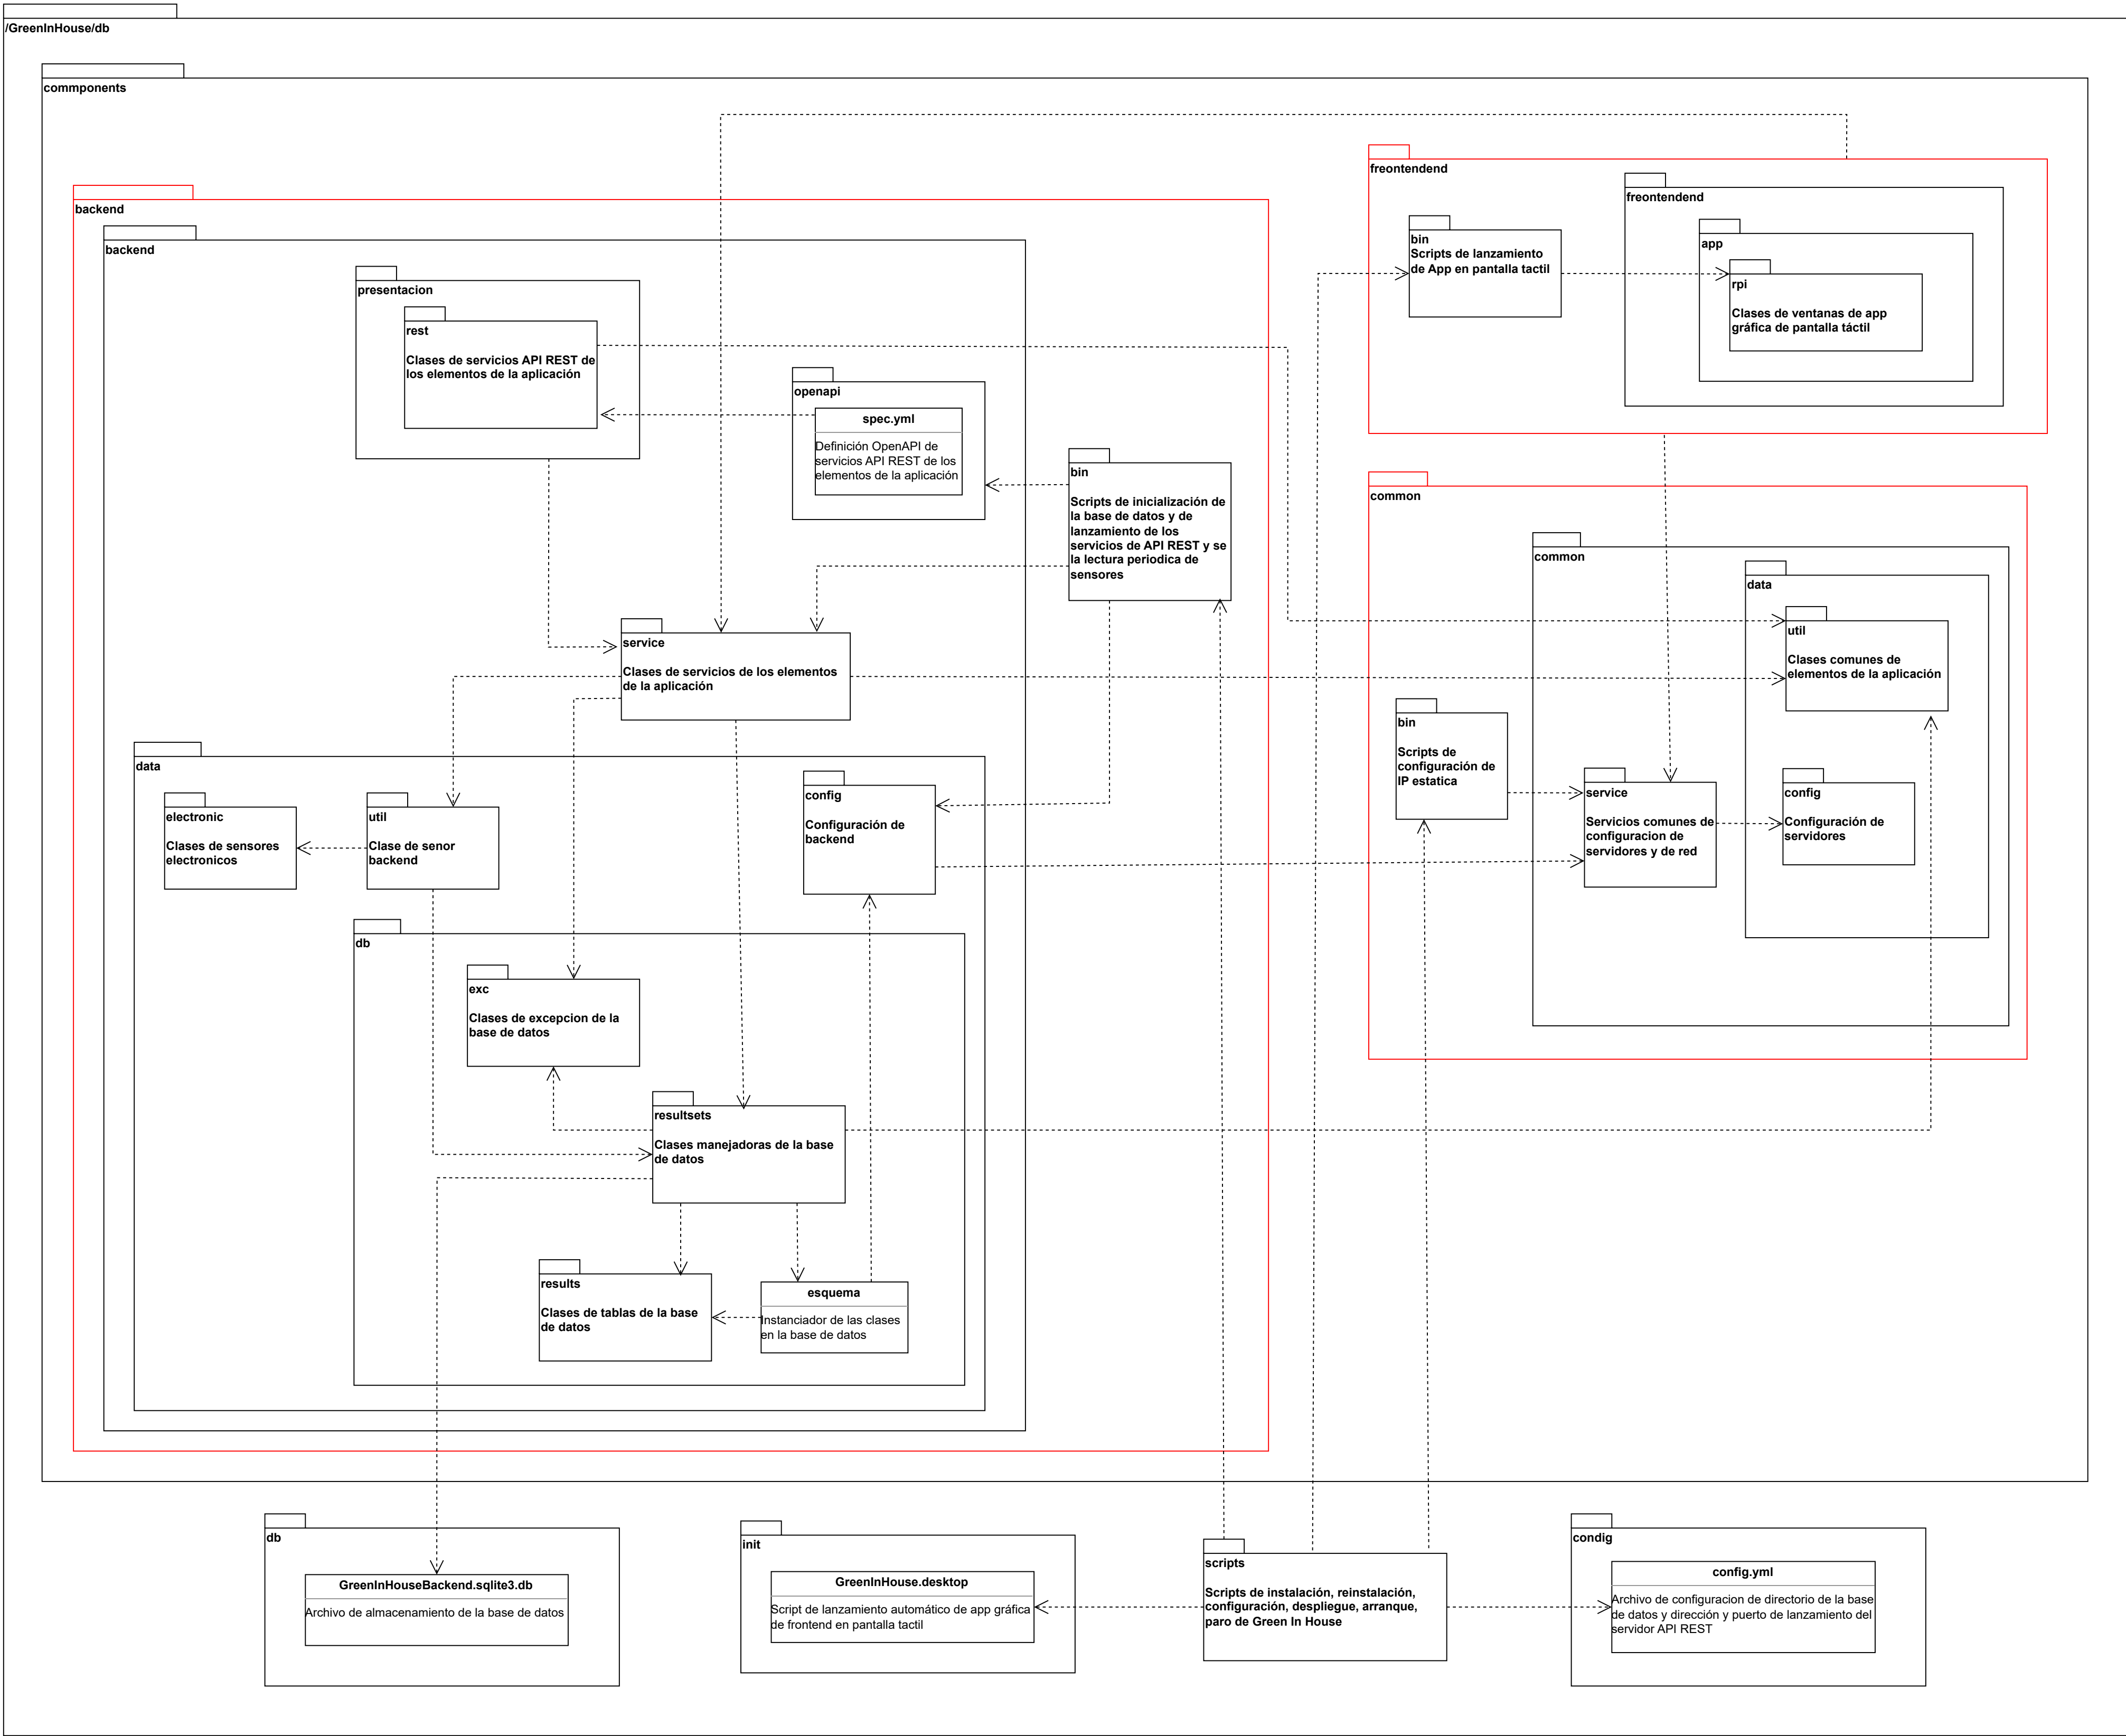 /GreenInHouse/db
commponents
backend
backend
presentacion
rest
Clases de servicios API REST de
los elementos de la aplicación
openapi
spec.yml
Definición OpenAPI de
servicios API REST de los
elementos de la aplicación
bin
Scripts de inicialización de
la base de datos y de
lanzamiento de los
servicios de API REST y se
la lectura periodica de
sensores
service
Clases de servicios de los elementos
de la aplicación
data
electronic
Clases de sensores
electronicos
util
Clase de senor
backend
config
Configuración de
backend
db
exc
Clases de excepcion de la
base de datos
resultsets
Clases manejadoras de la base
de datos
results
Clases de tablas de la base
de datos
esquema
Instanciador de las clases
en la base de datos
freontendend
bin
Scripts de lanzamiento
de App en pantalla tactil
freontendend
app
rpi
Clases de ventanas de app
gráfica de pantalla táctil
common
common
data
util
Clases comunes de
elementos de la aplicación
bin
Scripts de
configuración de
IP estatica
service
Servicios comunes de
configuracion de
servidores y de red
config
Configuración de
servidores
db
GreenInHouseBackend.sqlite3.db
Archivo de almacenamiento de la base de datos
init
GreenInHouse.desktop
Script de lanzamiento automático de app gráfica
de frontend en pantalla tactil
scripts
Scripts de instalación, reinstalación,
configuración, despliegue, arranque,
paro de Green In House
condig
config.yml
Archivo de configuracion de directorio de la base
de datos y dirección y puerto de lanzamiento del
servidor API REST